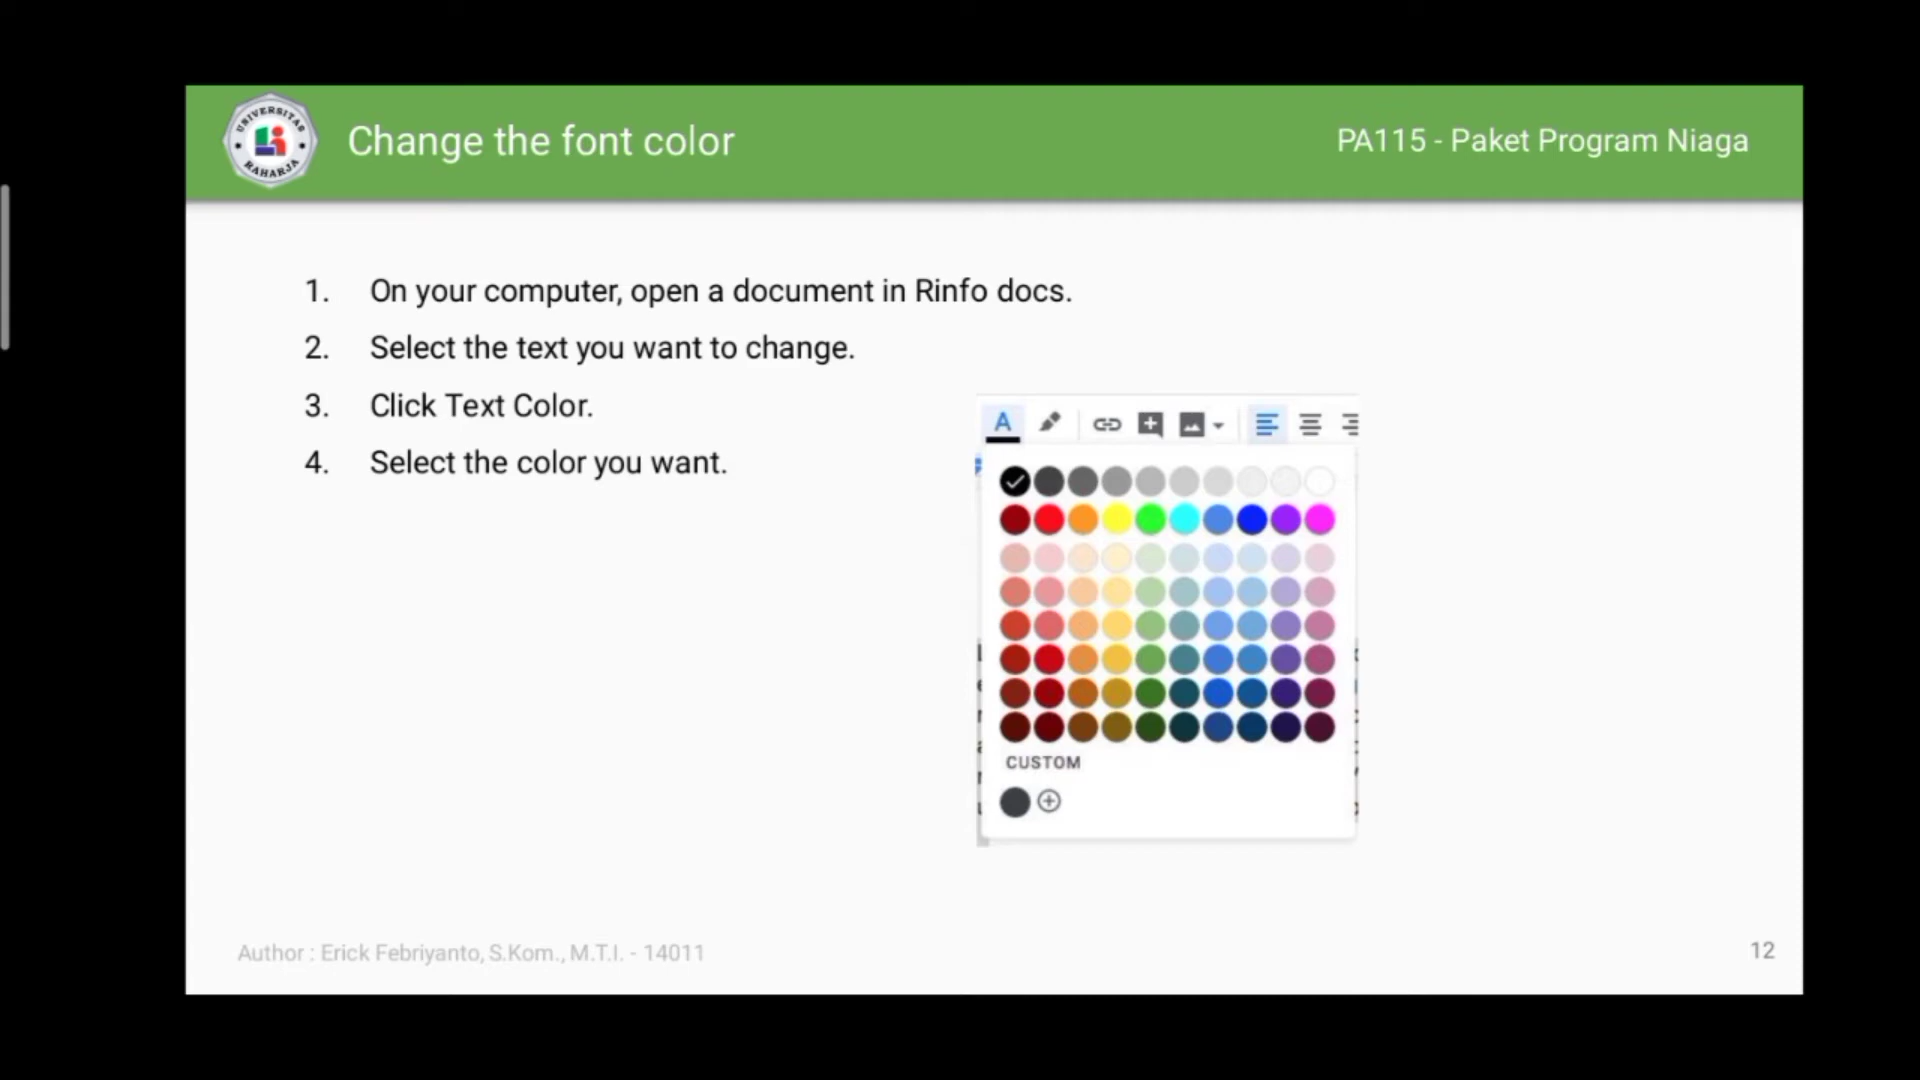 UNIVERSITAS
RAHARJA
Change the font color
PA115 - Paket Program Niaga
1. On your computer, open a document in Rinfo docs.
2. Select the text you want to change.
3. Click Text Color.
4. Select the color you want.
A
CUSTOM
Author : Erick Febriyanto, S.Kom., M.T.I. - 14011
12